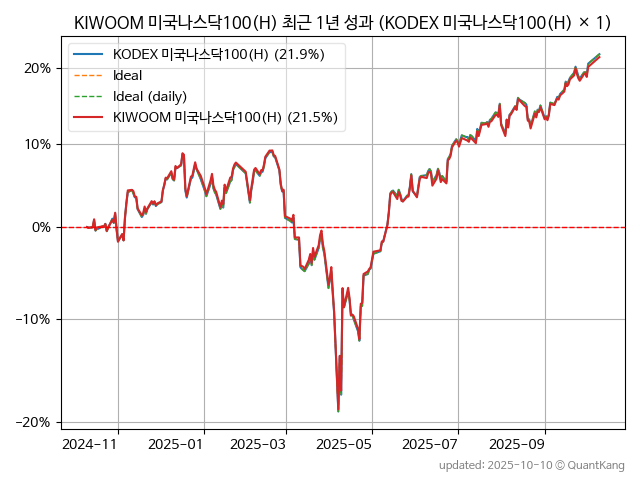 KIWOOM 미국나스닥100(H) 최근 1년 성과 (KODEX 미국나스닥100(H) × 1)
KODEX 미국나스닥100(H) (21.9%)
Ideal
Ideal (daily)
KIWOOM 미국나스닥100(H) (21.5%)
20%
10%
0%
−10%
−20%
2024−11
2025−01
2025−03
2025−05
2025−07
2025−09
updated: 2025-10-10 © QuantKang